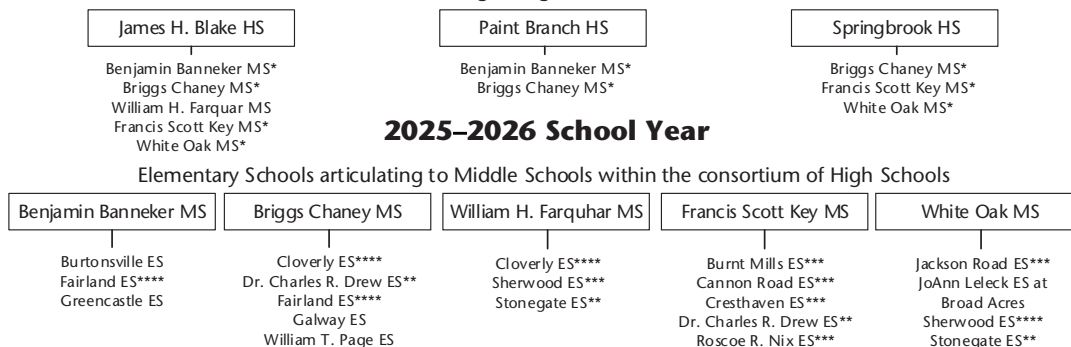 James H. Blake HS
Benjamin Banneker MS*
Briggs Chaney MS*
William H. Farquar MS
Francis Scott Key MS*
White Oak MS*
Paint Branch HS
Benjamin Banneker MS*
Briggs Chaney MS*
Springbrook HS
Briggs Chaney MS*
Francis Scott Key MS*
White Oak MS*
2025–2026 School Year
Elementary Schools articulating to Middle Schools within the consortium of High Schools
Benjamin Banneker MS
Burtonsville ES
Fairland ES****
Greencastle ES
Briggs Chaney MS
Cloverly ES****
Dr. Charles R. Drew ES**
Fairland ES****
Galway ES
William T. Page ES
William H. Farquhar MS
Cloverly ES****
Sherwood ES***
Stonegate ES**
Francis Scott Key MS
Burnt Mills ES***
Cannon Road ES***
Cresthaven ES***
Dr. Charles R. Drew ES**
Roscoe R. Nix ES***
White Oak MS
Jackson Road ES***
JoAnn Leleck ES at
Broad Acres
Sherwood ES****
Stonegate ES**